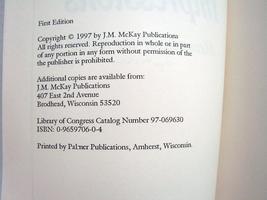 First Edition
Copyright © 1997 by J.M. McKay Publications
All rights reserved. Reproduction in whole or in part
of any portion in any form without permission of the
the publisher is prohibited.
Additional copies are available from:
J.M. McKay Publications
407 East 2nd Avenue
Brodhead, Wisconsin 53520
Library of Congress Catalog Number 97-069630
ISBN: 0-9659706-0-4
Printed by Palmer Publications, Amherst, Wisconsin